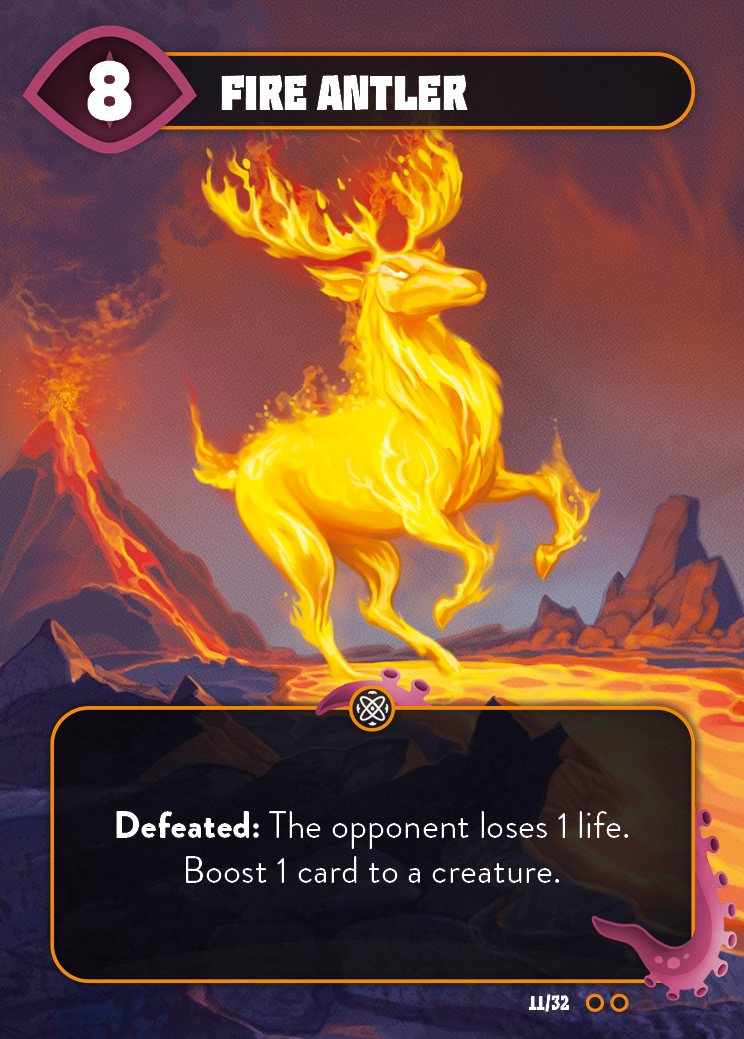 8
FIRE ANTLER
Defeated: The opponent loses 1 life.
Boost 1 card to a creature.
11/32